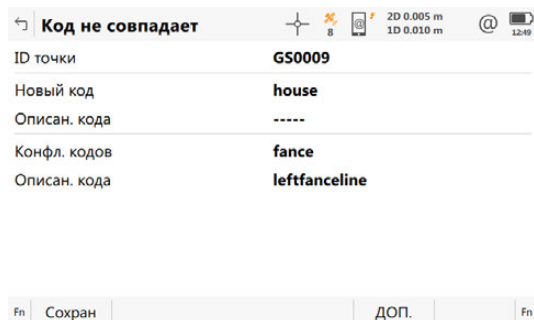 Код не совпадает 8 @ 2D 0.005 m @
1D 0.010 m 12:49
ID точки GS0009
Новый код house
Описан. кода -----
Конфл. кодов fance
Описан. кода leftfanceline
Fn Сохран ДОП. Fn